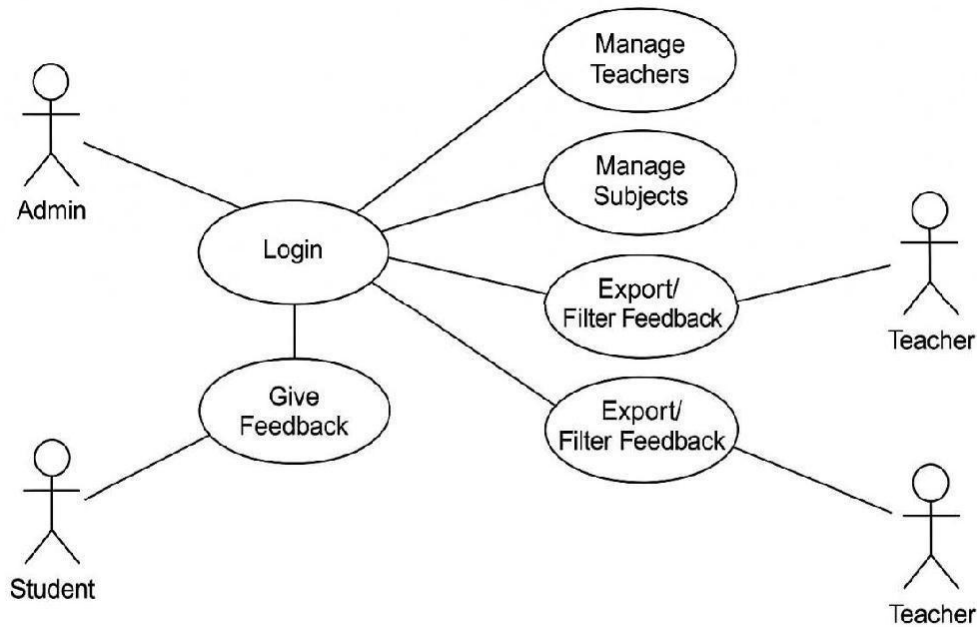 Manage
Teachers
Admin
Manage
Subjects
Login
Export/
Filter Feedback
Teacher
Give
Feedback
Export/
Filter Feedback
Student
Teacher